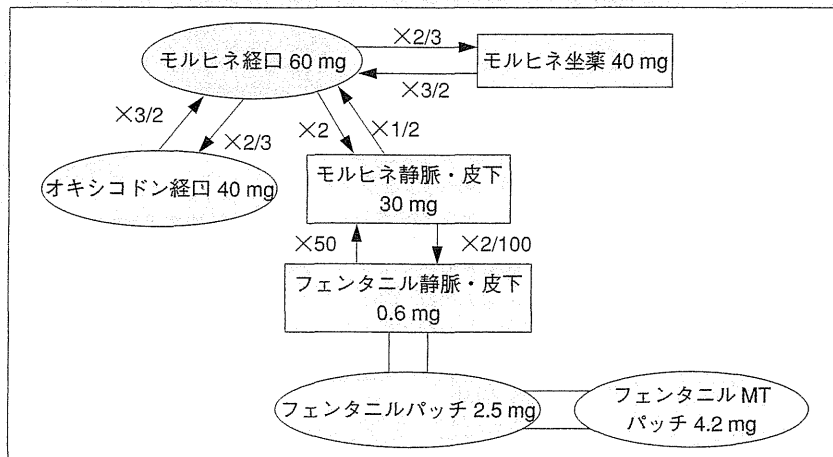 ×2/3
モルヒネ経口 60 mg
モルヒネ坐薬 40 mg
×3/2
×3/2
×2/3
×2
×1/2
オキシコドン経口 40 mg
モルヒネ静脈・皮下
30 mg
×50
×2/100
フェンタニル静脈・皮下
0.6 mg
フェンタニルパッチ 2.5 mg
フェンタニル MT
パッチ 4.2 mg